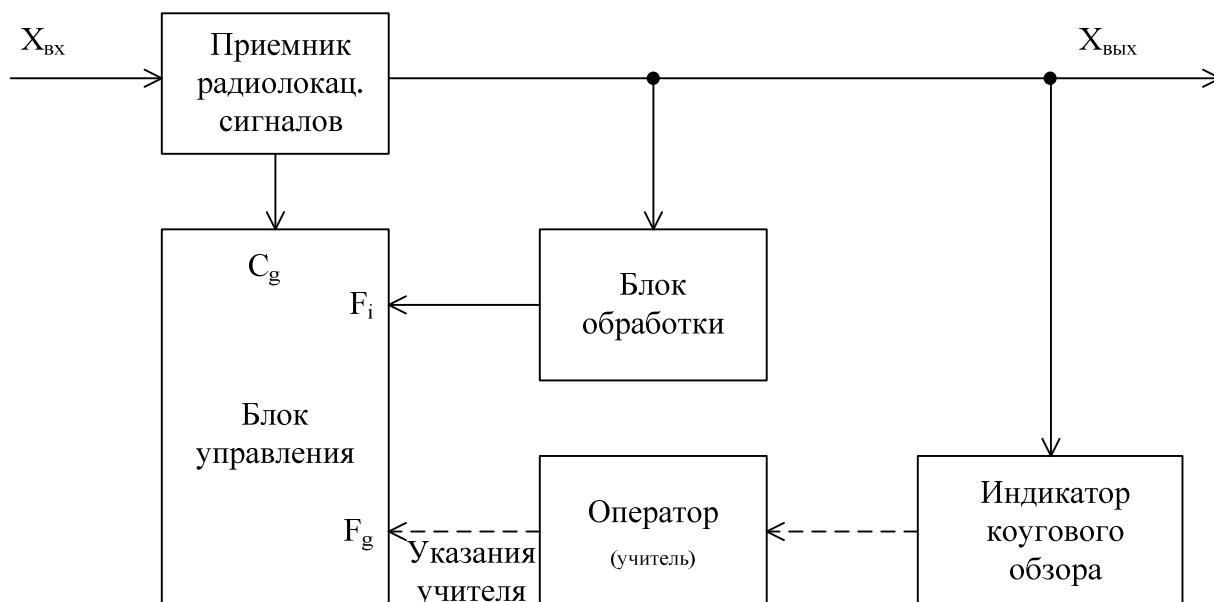 Xвх
Приемник
радиолокац.
сигналов
Xвых
Cg
Fi
Блок
обработки
Блок
управления
Fg
Указания
учителя
Оператор
(учитель)
Индикатор
коугового
обзора